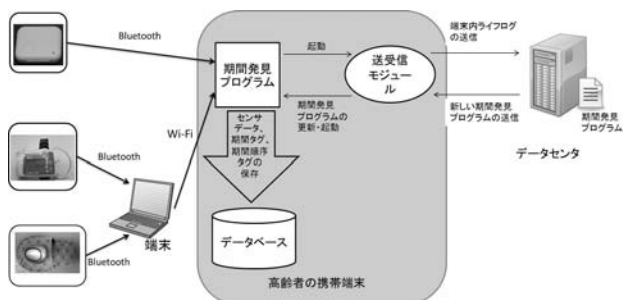 Bluetooth
期間発見
プログラム
起動
送受信
モジュール
端末内ライフログ
の送信
期間発見
プログラムの
更新・起動
新しい期間発見
プログラムの送信
期間発見
プログラム
データセンタ
Wi-Fi
センサ
データ、
期間タグ、
期間順序
タグの
保存
Bluetooth
端末
Bluetooth
データベース
高齢者の携帯端末